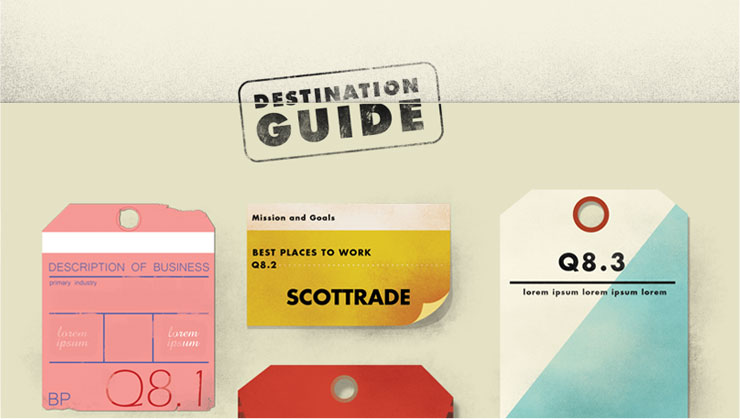 DESTINATION
GUIDE
DESCRIPTION OF BUSINESS
primary industry
lorem
ipsum
lorem
ipsum
BP
Q8.1
Mission and Goals
BEST PLACES TO WORK
Q8.2
SCOTTRADE
Q8.3
lorem ipsum lorem ipsum lorem